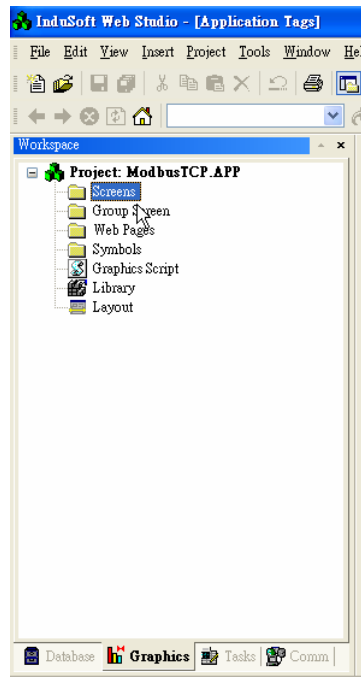 InduSoft Web Studio - [Application Tags]
File Edit View Insert Project Tools Window
Workspace
Project: ModbusTCP.APP
Screens
Group Screen
Web Pages
Symbols
Graphics Script
Library
Layout
Database Graphics Tasks Comm